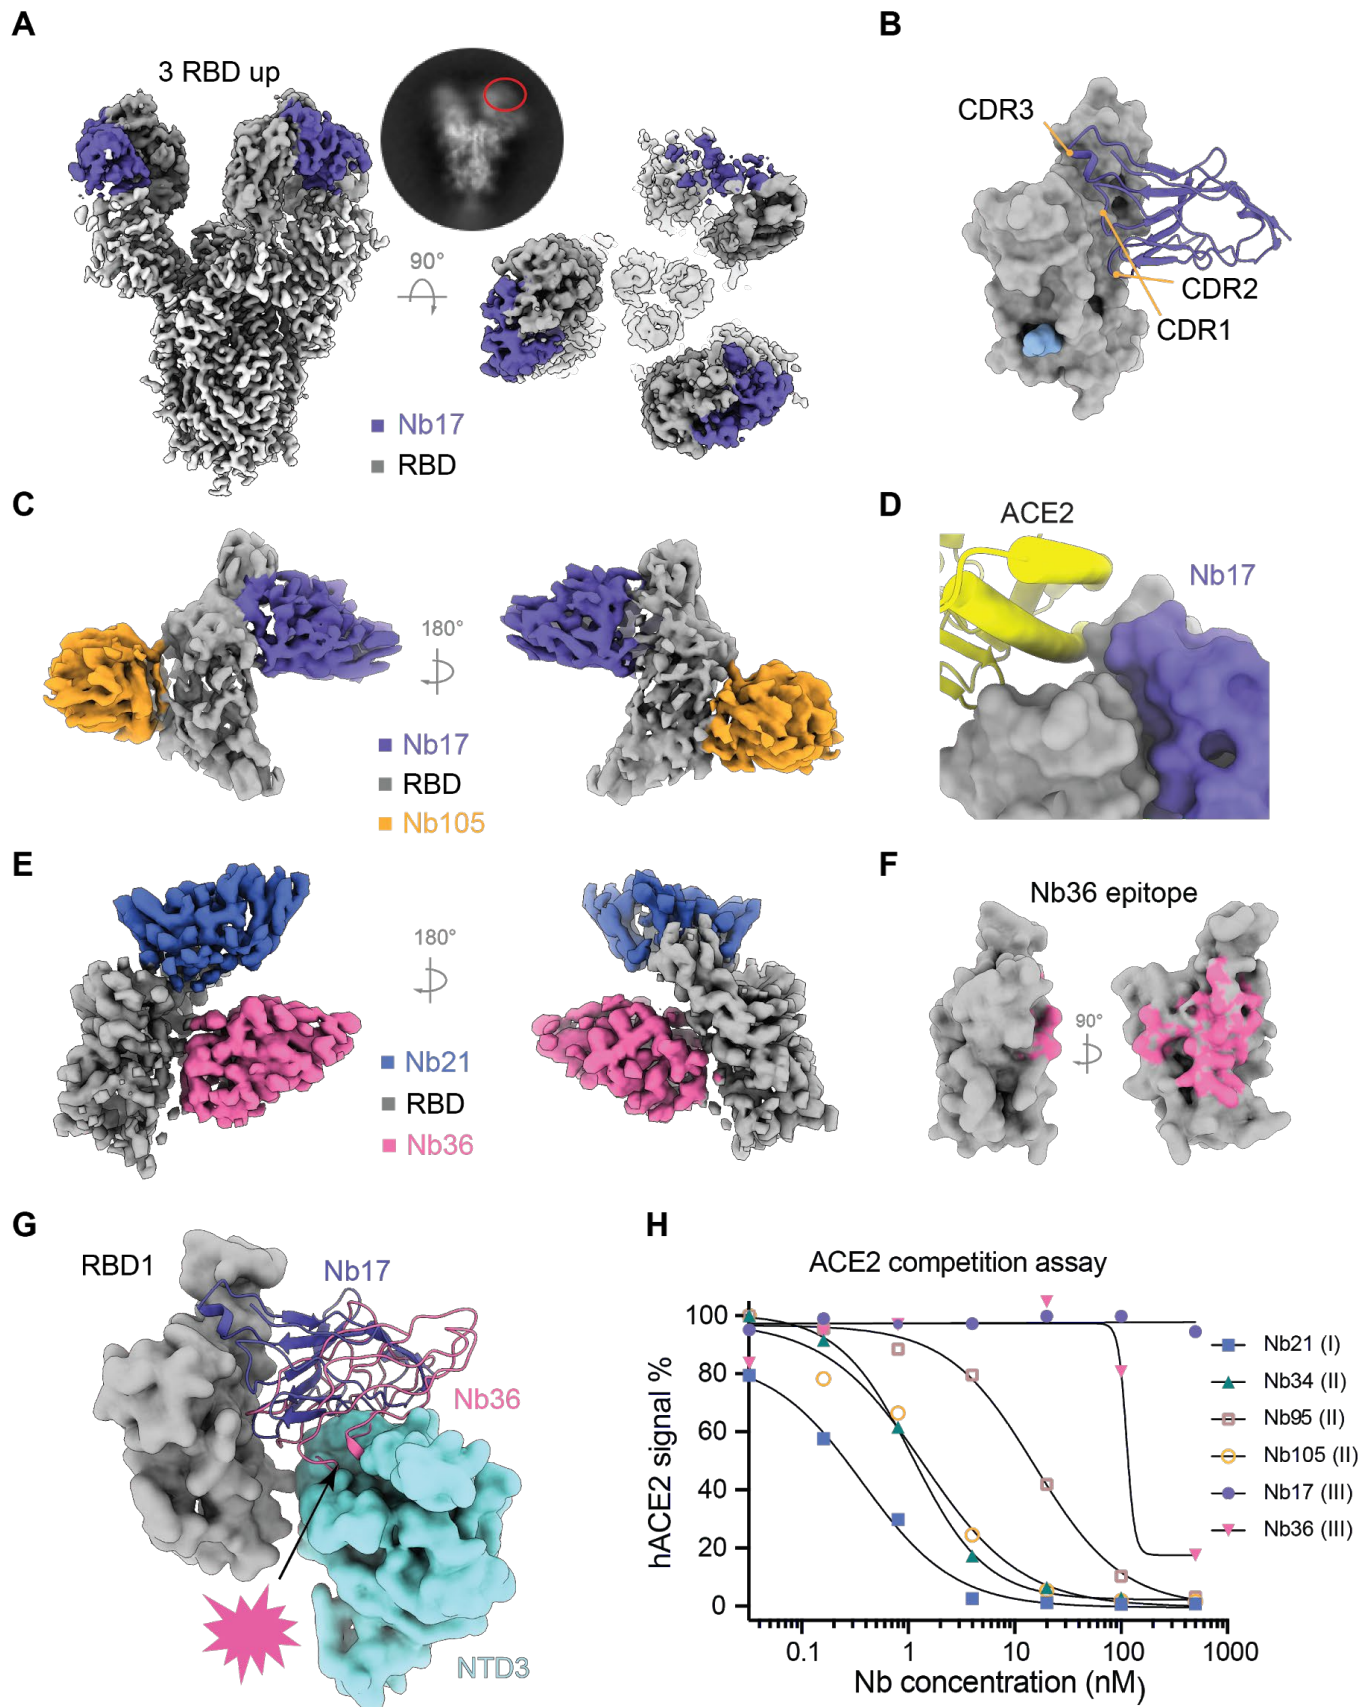 A
3 RBD up
90°
Nb17
RBD
B
CDR3
CDR2
CDR1
C
180°
Nb17
RBD
Nb105
D
ACE2
Nb17
E
180°
Nb21
RBD
Nb36
F
Nb36 epitope
90°
G
RBD1
Nb17
Nb36
NTD3
H
ACE2 competition assay
hACE2 signal %
100
80
60
40
20
0
0.1
1
10
100
1000
Nb concentration (nM)
Nb21 (I)
Nb34 (II)
Nb95 (II)
Nb105 (II)
Nb17 (III)
Nb36 (III)